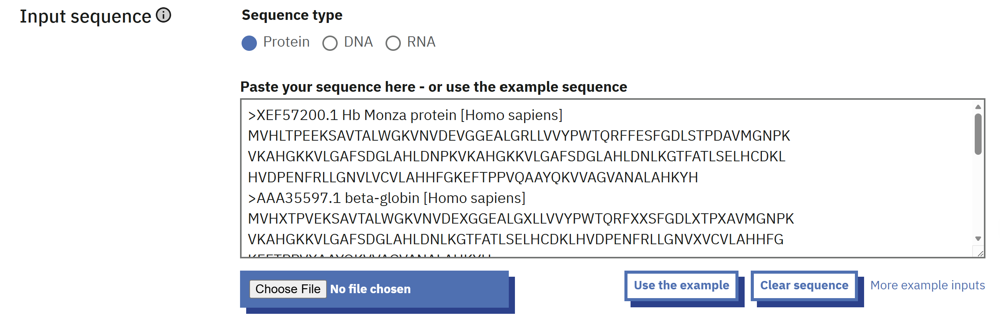 Input sequence
Sequence type
Protein DNA RNA
Paste your sequence here - or use the example sequence
>XEF57200.1 Hb Monza protein [Homo sapiens]
MVHLTPEEKSAVTALWGKVNVDEVGGEALGRLLVVYPWTQRFFESFGDLSTPDAVMGNPK
VKAHGKKVLGAFSDGLAHLDNPKVKAHGKKVLGAFSDGLAHLDNLKGTFATLSELHCDKL
HVDPENFRLLGNVLVCVLAHHFGKEFTPPVQAAYQKVVAGVANALAHKYH
>AAA35597.1 beta-globin [Homo sapiens]
MVHXTPVEKSAVTALWGKVNVDEXGGEALGXLLVVYPWTQRFXXSFGDLXTPXAVMGNPK
VKAHGKKVLGAFSDGLAHLDNLKGTFATLSELHCDKLHVDPENFRLLGNVXVCVLAHHFG
Choose File No file chosen
Use the example
Clear sequence
More example inputs